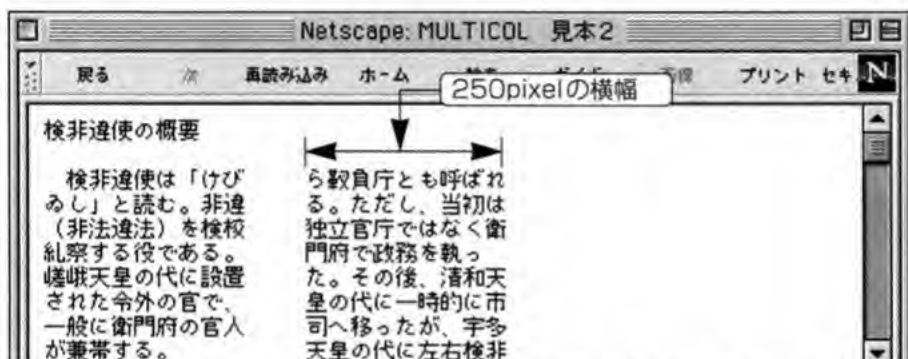 Netscape: MULTICOL 見本2
戻る 次 再読み込み ホーム プリント セキ N
250pixelの横幅
検非違使の概要
検非違使は「けび
ゐし」と読む。非違
(非法違法)を検校
糺察する役である。
嵯峨天皇の代に設置
された令外の官で、
一般に衛門府の官人
が兼帯する。
ら靫負庁とも呼ばれ
る。ただし、当初は
独立官庁ではなく衛
門府で政務を執っ
た。その後、清和天
皇の代に一時的に市
司へ移ったが、宇多
天皇の代に左右検非